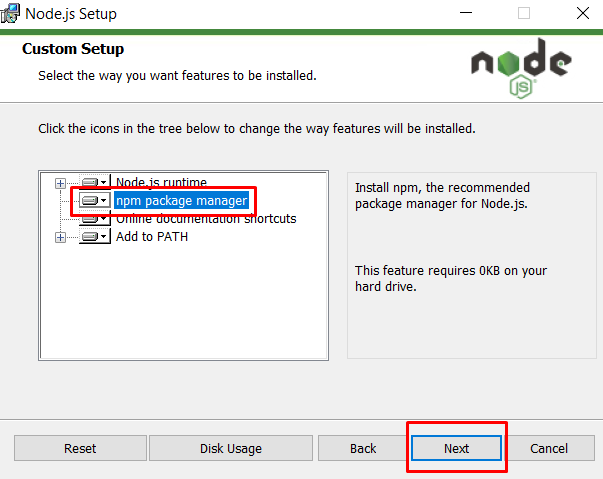 Node.js Setup
Custom Setup
Select the way you want features to be installed.
node
JS
Click the icons in the tree below to change the way features will be installed.
Node.js runtime
npm package manager
Online documentation shortcuts
Add to PATH
Install npm, the recommended
package manager for Node.js.
This feature requires 0KB on your
hard drive.
Reset
Disk Usage
Back
Next
Cancel